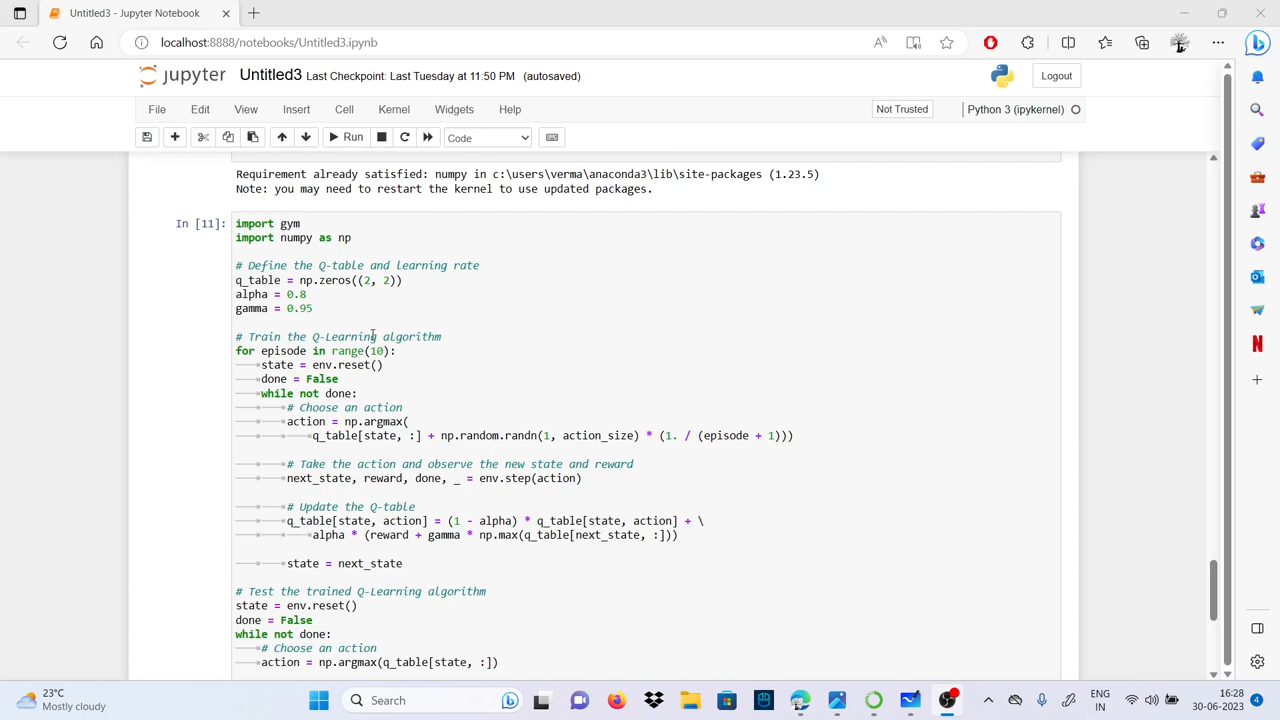 Untitled3 - Jupyter Notebook
localhost:8888/notebooks/Untitled3.ipynb
jupyter Untitled3 Last Checkpoint: Last Tuesday at 11:50 PM (autosaved)
Logout
File Edit View Insert Cell Kernel Widgets Help
Not Trusted
Python 3 (ipykernel)
Run
Code
Requirement already satisfied: numpy in c:\users\verma\anaconda3\lib\site-packages (1.23.5)
Note: you may need to restart the kernel to use updated packages.
In [11]:
import gym
import numpy as np
# Define the Q-table and learning rate
q_table = np.zeros((2, 2))
alpha = 0.8
gamma = 0.95
# Train the Q-Learning algorithm
for episode in range(10):
state = env.reset()
done = False
while not done:
# Choose an action
action = np.argmax(
q_table[state, :] + np.random.randn(1, action_size) * (1. / (episode + 1)))
# Take the action and observe the new state and reward
next_state, reward, done, _ = env.step(action)
# Update the Q-table
q_table[state, action] = (1 - alpha) * q_table[state, action] + \
alpha * (reward + gamma * np.max(q_table[next_state, :]))
state = next_state
# Test the trained Q-Learning algorithm
state = env.reset()
done = False
while not done:
# Choose an action
action = np.argmax(q_table[state, :])
23°C
Mostly cloudy
Search
ENG
IN
16:28
30-06-2023
4